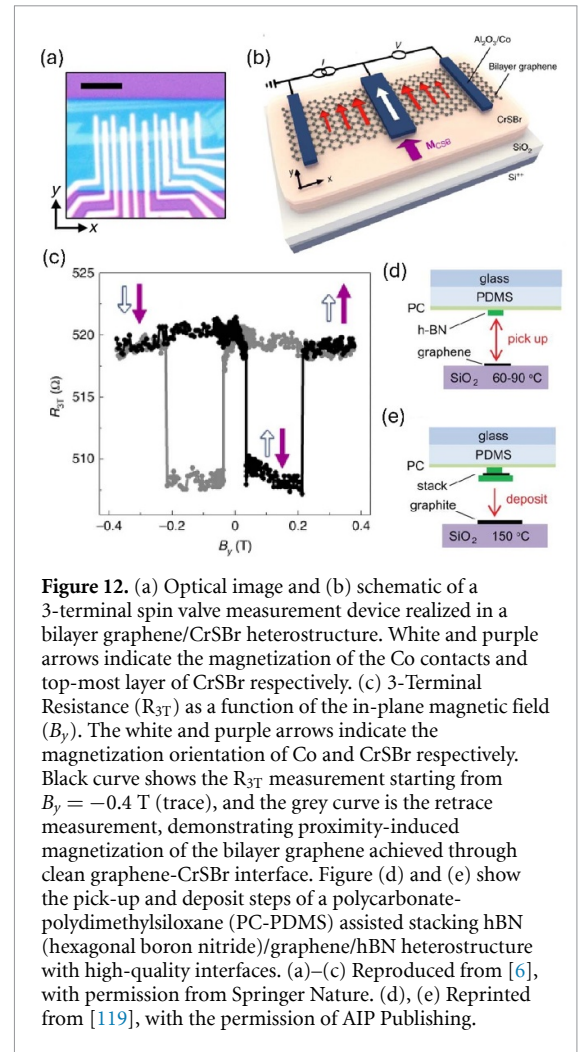 (a)
y
x
(b)
I
V
Al₂O₃/Co
Bilayer graphene
CrSBr
SiO₂
Si⁺⁺
M_CSB
y
x
(c)
525
520
515
510
R₃T (Ω)
−0.4 −0.2 0 0.2 0.4
B_y (T)
(d)
glass
PDMS
PC
h-BN
pick up
graphene
SiO₂ 60-90 °C
(e)
glass
PDMS
PC
stack
deposit
graphite
SiO₂ 150 °C
Figure 12. (a) Optical image and (b) schematic of a
3-terminal spin valve measurement device realized in a
bilayer graphene/CrSBr heterostructure. White and purple
arrows indicate the magnetization of the Co contacts and
top-most layer of CrSBr respectively. (c) 3-Terminal
Resistance (R₃T) as a function of the in-plane magnetic field
(B_y). The white and purple arrows indicate the
magnetization orientation of Co and CrSBr respectively.
Black curve shows the R₃T measurement starting from
B_y = −0.4 T (trace), and the grey curve is the retrace
measurement, demonstrating proximity-induced
magnetization of the bilayer graphene achieved through
clean graphene-CrSBr interface. Figure (d) and (e) show
the pick-up and deposit steps of a polycarbonate-
polydimethylsiloxane (PC-PDMS) assisted stacking hBN
(hexagonal boron nitride)/graphene/hBN heterostructure
with high-quality interfaces. (a)–(c) Reproduced from [6],
with permission from Springer Nature. (d), (e) Reprinted
from [119], with the permission of AIP Publishing.